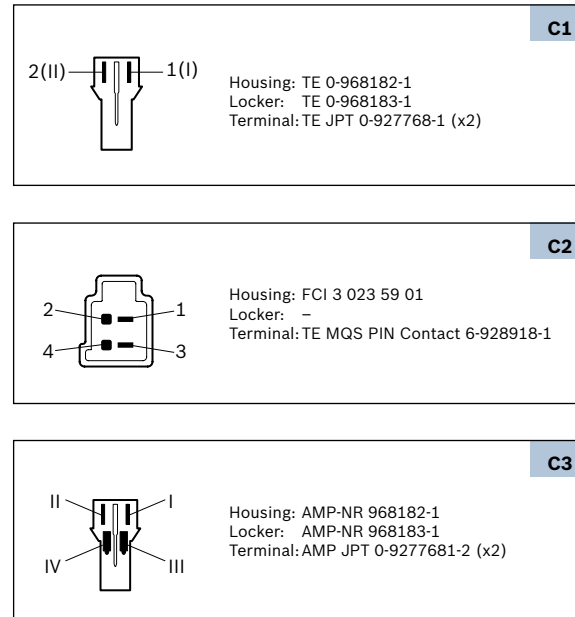 C1
2(II)
1(I)
Housing: TE 0-968182-1
Locker: TE 0-968183-1
Terminal: TE JPT 0-927768-1 (x2)
C2
2
1
4
3
Housing: FCI 3 023 59 01
Locker: –
Terminal: TE MQS PIN Contact 6-928918-1
C3
II
I
IV
III
Housing: AMP-NR 968182-1
Locker: AMP-NR 968183-1
Terminal: AMP JPT 0-9277681-2 (x2)